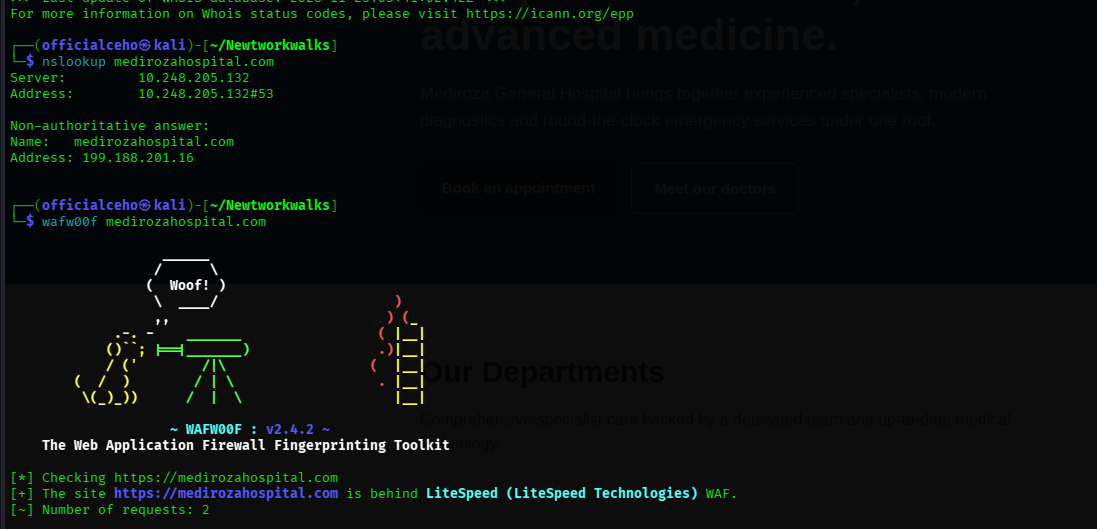 For more information on Whois status codes, please visit https://icann.org/epp
┌──(officialceho㉿kali)-[~/Newtworkwalks]
└─$ nslookup medirozahospital.com
Server:         10.248.205.132
Address:        10.248.205.132#53
Non-authoritative answer:
Name:   medirozahospital.com
Address: 199.188.201.16
┌──(officialceho㉿kali)-[~/Newtworkwalks]
└─$ wafw00f medirozahospital.com
Woof!
~ WAFW00F : v2.4.2 ~
The Web Application Firewall Fingerprinting Toolkit
[*] Checking https://medirozahospital.com
[+] The site https://medirozahospital.com is behind LiteSpeed (LiteSpeed Technologies) WAF.
[~] Number of requests: 2
advanced medicine.
Mediroza General Hospital brings together experienced specialists, modern
diagnostics and round-the-clock emergency services under one roof.
Book an appointment
Meet our doctors
Our Departments
Comprehensive specialist care backed by a dedicated team and up-to-date medical